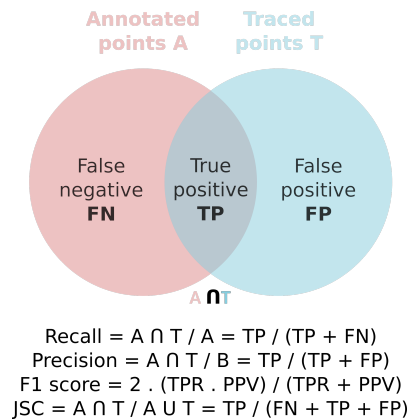 Annotated
points A
Traced
points T
False
negative
FN
True
positive
TP
False
positive
FP
A ∩ T
Recall = A ∩ T / A = TP / (TP + FN)
Precision = A ∩ T / B = TP / (TP + FP)
F1 score = 2 . (TPR . PPV) / (TPR + PPV)
JSC = A ∩ T / A U T = TP / (FN + TP + FP)